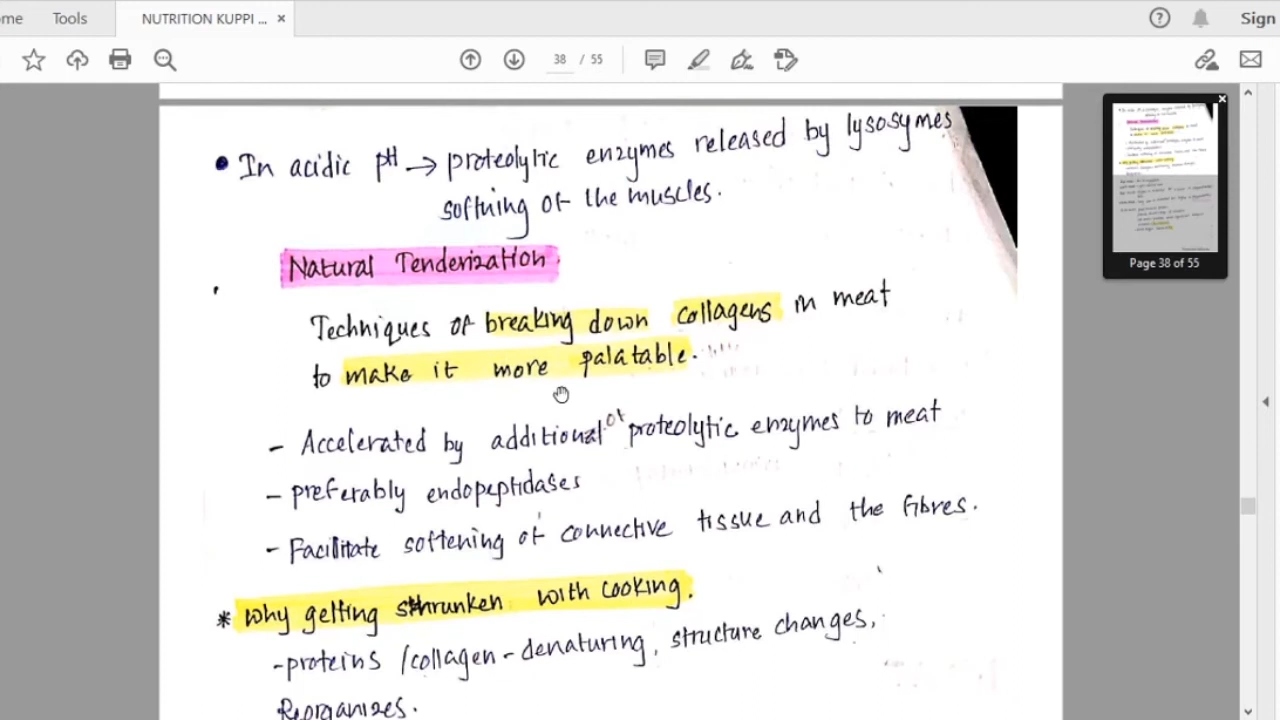 ome
Tools
NUTRITION KUPPI ...
×
?
Sign
38 / 55
• In acidic pH → proteolytic enzymes released by lysosymes
softning of the muscles.
Natural Tenderization
Techniques of breaking down collagens in meat
to make it more palatable.
- Accelerated by additional of proteolytic enzymes to meat
- preferably endopeptidases
- Facilitate softening of connective tissue and the fibres.
* Why getting shrunken with cooking.
- proteins / collagen - denaturing, structure changes,
Reorganizes.
Page 38 of 55